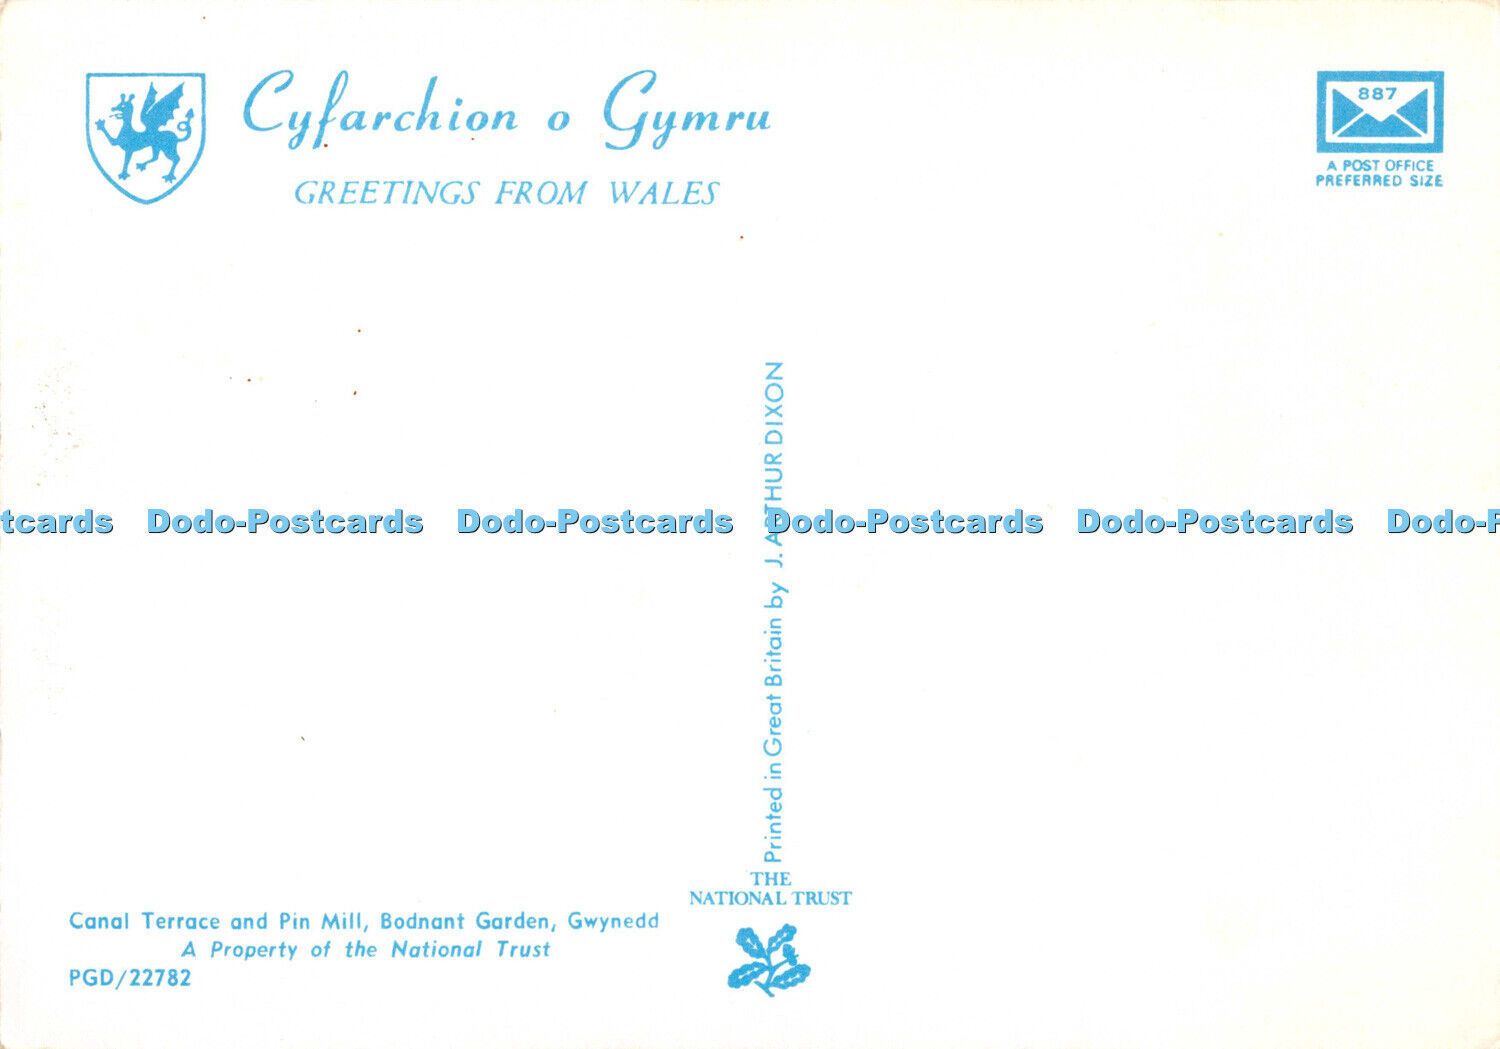 Cyfarchion o Gymru
GREETINGS FROM WALES
887
A POST OFFICE
PREFERRED SIZE
Printed in Great Britain by J. ARTHUR DIXON
tcards Dodo-Postcards Dodo-Postcards Dodo-Postcards Dodo-Postcards Dodo-P
THE
NATIONAL TRUST
Canal Terrace and Pin Mill, Bodnant Garden, Gwynedd
A Property of the National Trust
PGD/22782